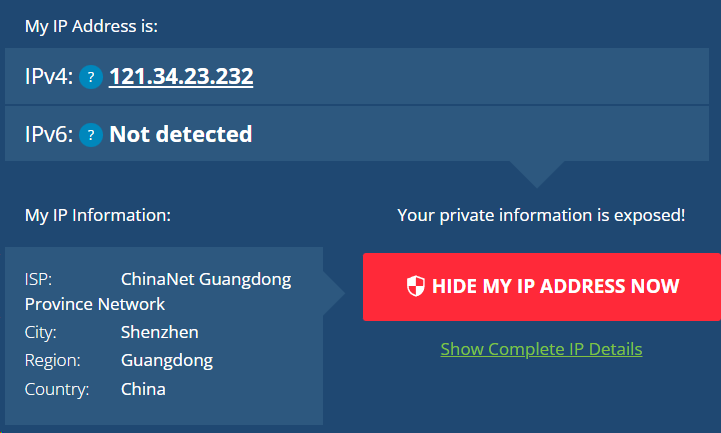 My IP Address is:
IPv4: ? 121.34.23.232
IPv6: ? Not detected
My IP Information:
ISP: ChinaNet Guangdong
Province Network
City: Shenzhen
Region: Guangdong
Country: China
Your private information is exposed!
HIDE MY IP ADDRESS NOW
Show Complete IP Details